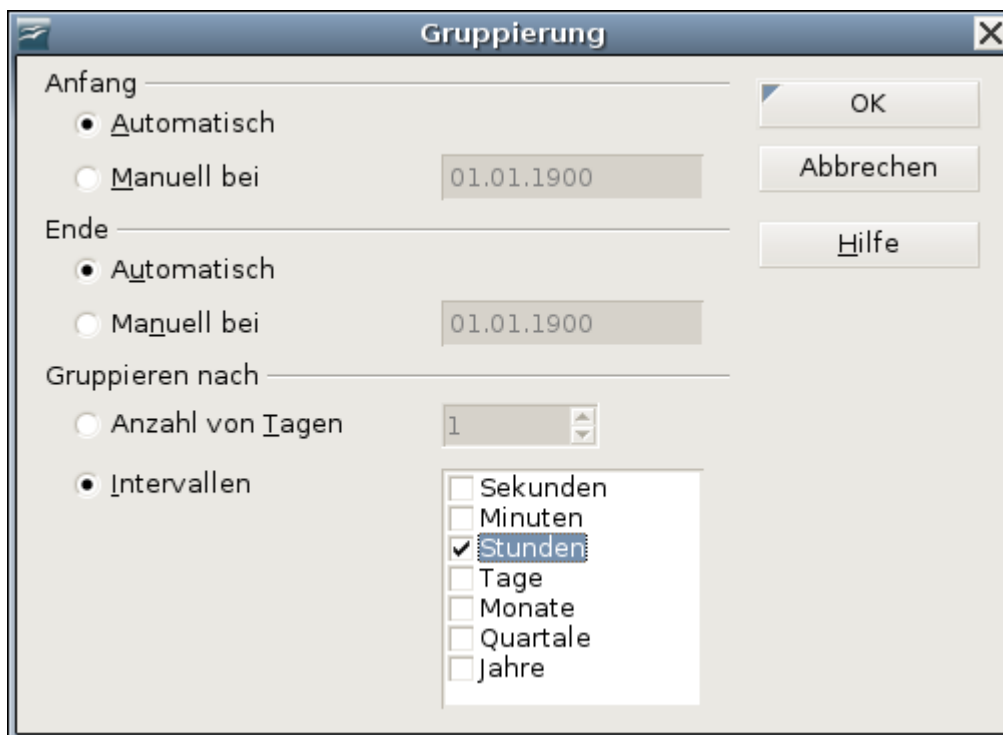 Gruppierung
Anfang
Automatisch
Manuell bei 01.01.1900
Ende
Automatisch
Manuell bei 01.01.1900
Gruppieren nach
Anzahl von Tagen 1
Intervallen
Sekunden
Minuten
Stunden
Tage
Monate
Quartale
Jahre
OK
Abbrechen
Hilfe